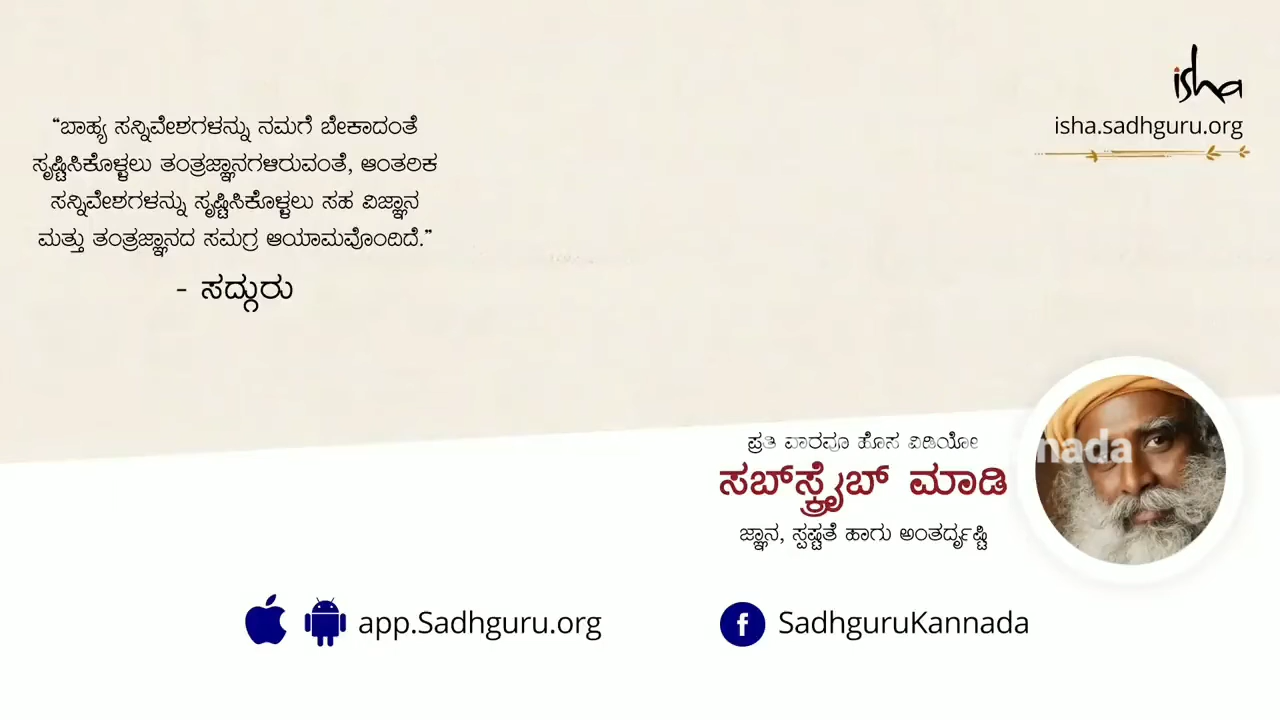 isha
isha.sadhguru.org
“ಬಾಹ್ಯ ಸನ್ನಿವೇಶಗಳನ್ನು ನಮಗೆ ಬೇಕಾದಂತೆ
ಸೃಷ್ಟಿಸಿಕೊಳ್ಳಲು ತಂತ್ರಜ್ಞಾನಗಳಿರುವಂತೆ, ಆಂತರಿಕ
ಸನ್ನಿವೇಶಗಳನ್ನು ಸೃಷ್ಟಿಸಿಕೊಳ್ಳಲು ಸಹ ವಿಜ್ಞಾನ
ಮತ್ತು ತಂತ್ರಜ್ಞಾನದ ಸಮಗ್ರ ಆಯಾಮವೊಂದಿದೆ.”
- ಸದ್ಗುರು
ಪ್ರತಿ ವಾರವೂ ಹೊಸ ವಿಡಿಯೋ
nada
ಸಬ್‌ಸ್ಕ್ರೈಬ್ ಮಾಡಿ
ಜ್ಞಾನ, ಸ್ಪಷ್ಟತೆ ಹಾಗು ಅಂತರ್ದೃಷ್ಟಿ
app.Sadhguru.org
SadhguruKannada